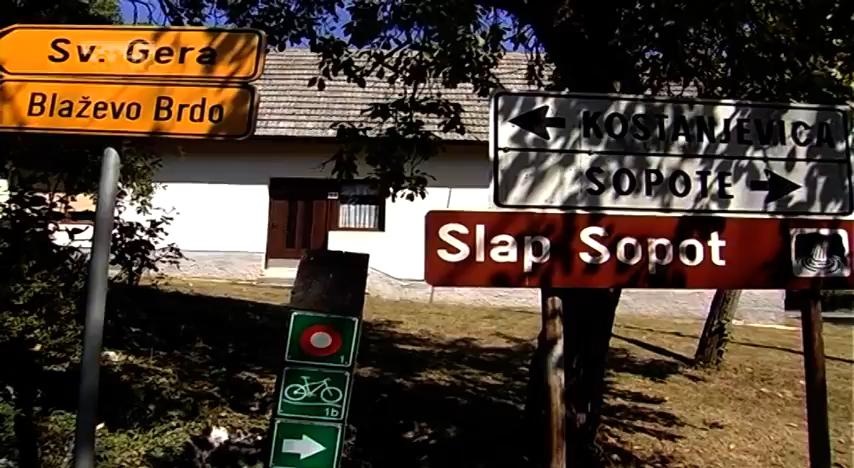 Sv. Gera
Blaževo Brdo
KOSTANJEVICA
SOPOTE
Slap Sopot
1
1b